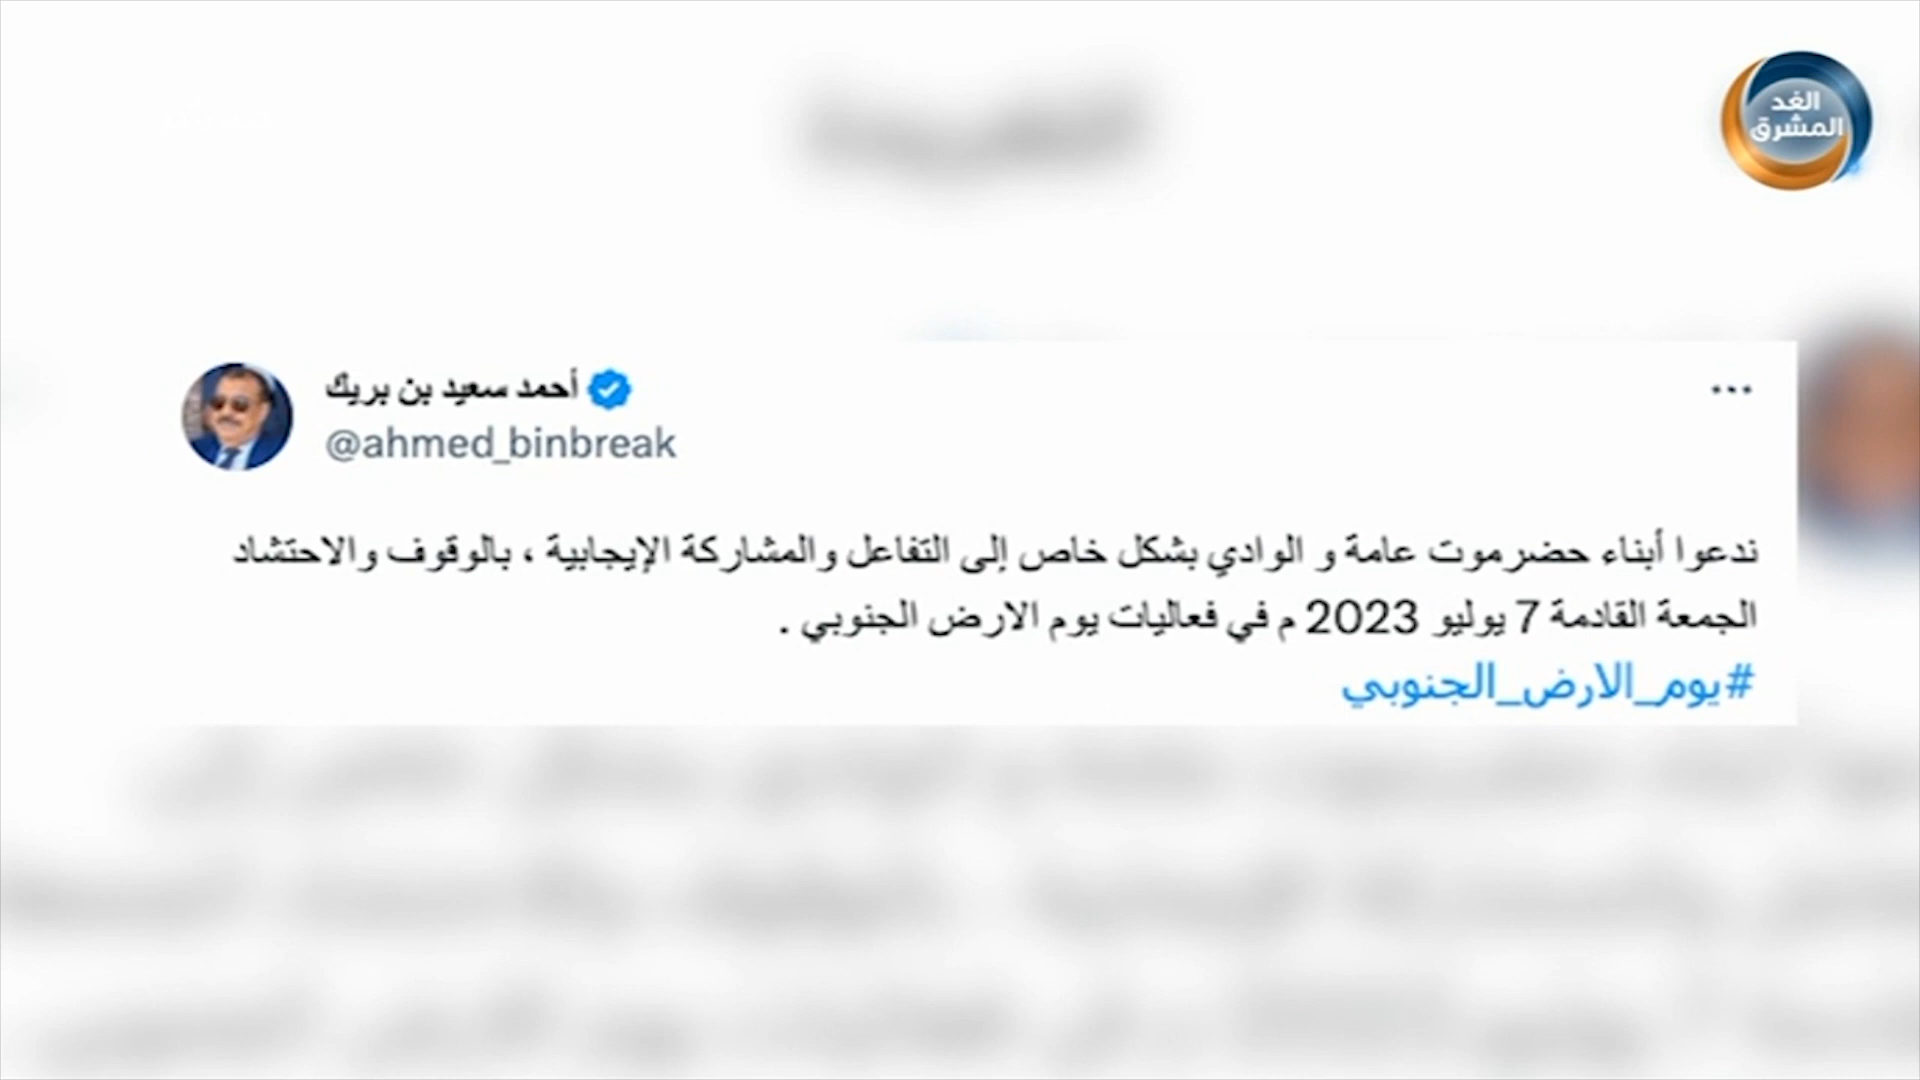 الغد
المشرق
أحمد سعيد بن بريك
@ahmed_binbreak
ندعوا أبناء حضرموت عامة و الوادي بشكل خاص إلى التفاعل والمشاركة الإيجابية ، بالوقوف والاحتشاد
الجمعة القادمة 7 يوليو 2023 م في فعاليات يوم الارض الجنوبي .
#يوم_الارض_الجنوبي